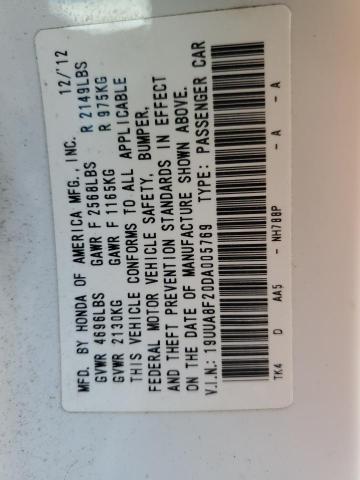 MFD. BY HONDA OF AMERICA MFG., INC. 12/'12
GVWR 4696LBS GAWR F 2568LBS R 2149LBS
GVWR 2130KG GAWR F 1165KG R 975KG
THIS VEHICLE CONFORMS TO ALL APPLICABLE
FEDERAL MOTOR VEHICLE SAFETY, BUMPER,
AND THEFT PREVENTION STANDARDS IN EFFECT
ON THE DATE OF MANUFACTURE SHOWN ABOVE.
V.I.N.: 19UUA8F20DA005769 TYPE: PASSENGER CAR
TK4 D AA5 - NH788P - A - A